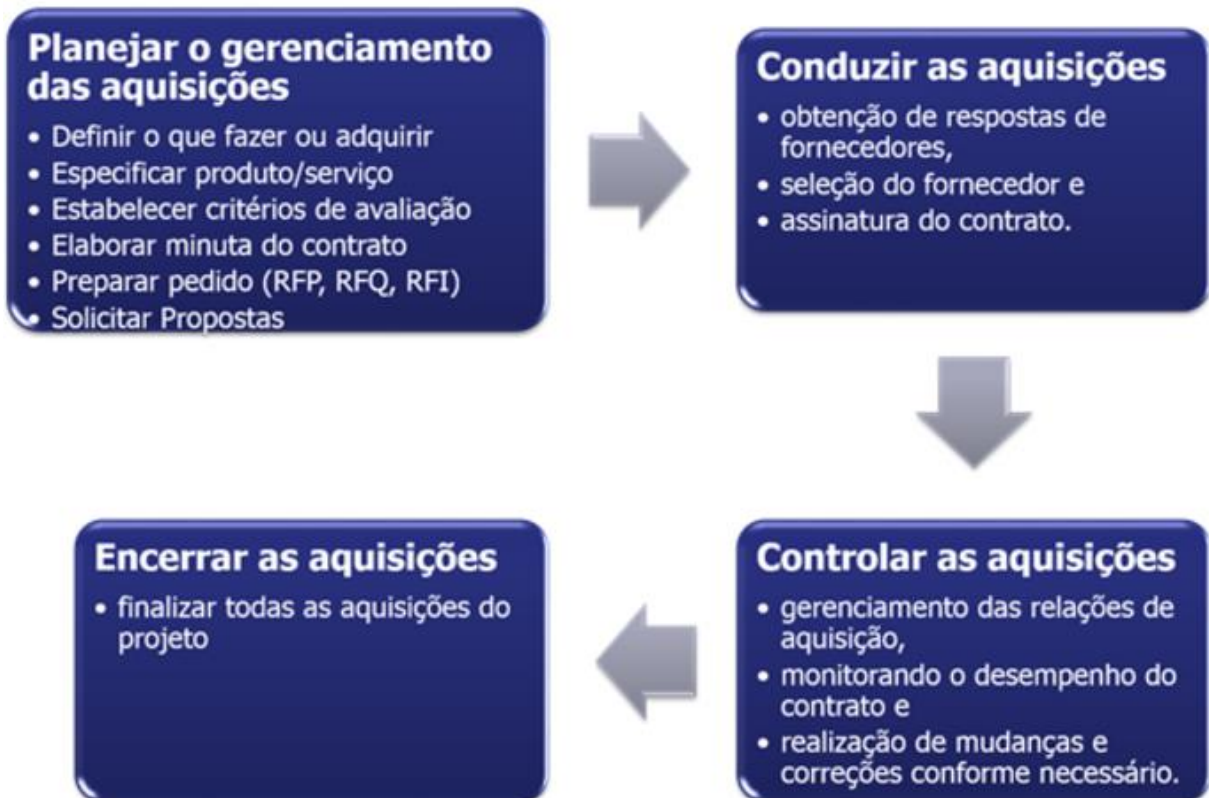 Planejar o gerenciamento
das aquisições
• Definir o que fazer ou adquirir
• Especificar produto/serviço
• Estabelecer critérios de avaliação
• Elaborar minuta do contrato
• Preparar pedido (RFP, RFQ, RFI)
• Solicitar Propostas
Conduzir as aquisições
• obtenção de respostas de
fornecedores,
• seleção do fornecedor e
• assinatura do contrato.
Controlar as aquisições
• gerenciamento das relações de
aquisição,
• monitorando o desempenho do
contrato e
• realização de mudanças e
correções conforme necessário.
Encerrar as aquisições
• finalizar todas as aquisições do
projeto